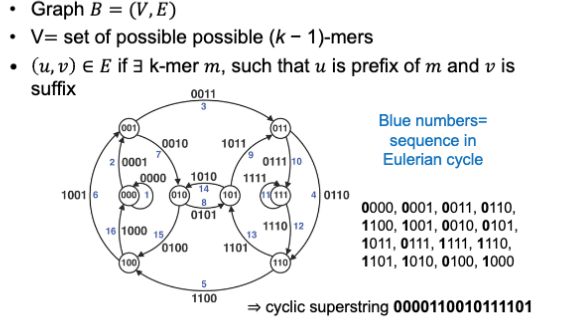 • Graph B = (V, E)
• V= set of possible possible (k − 1)-mers
• (u, v) ∈ E if ∃ k-mer m, such that u is prefix of m and v is
suffix
0011
3
001
011
0010
1011
7
9
2 0001
0111 10
0000
1010
1111
1001 6
000 1
010
14
8
101
11 111
4 0110
0101
16 1000
15
0100
13
1101
1110 12
100
110
5
1100
Blue numbers=
sequence in
Eulerian cycle
0000, 0001, 0011, 0110,
1100, 1001, 0010, 0101,
1011, 0111, 1111, 1110,
1101, 1010, 0100, 1000
⇒ cyclic superstring 0000110010111101